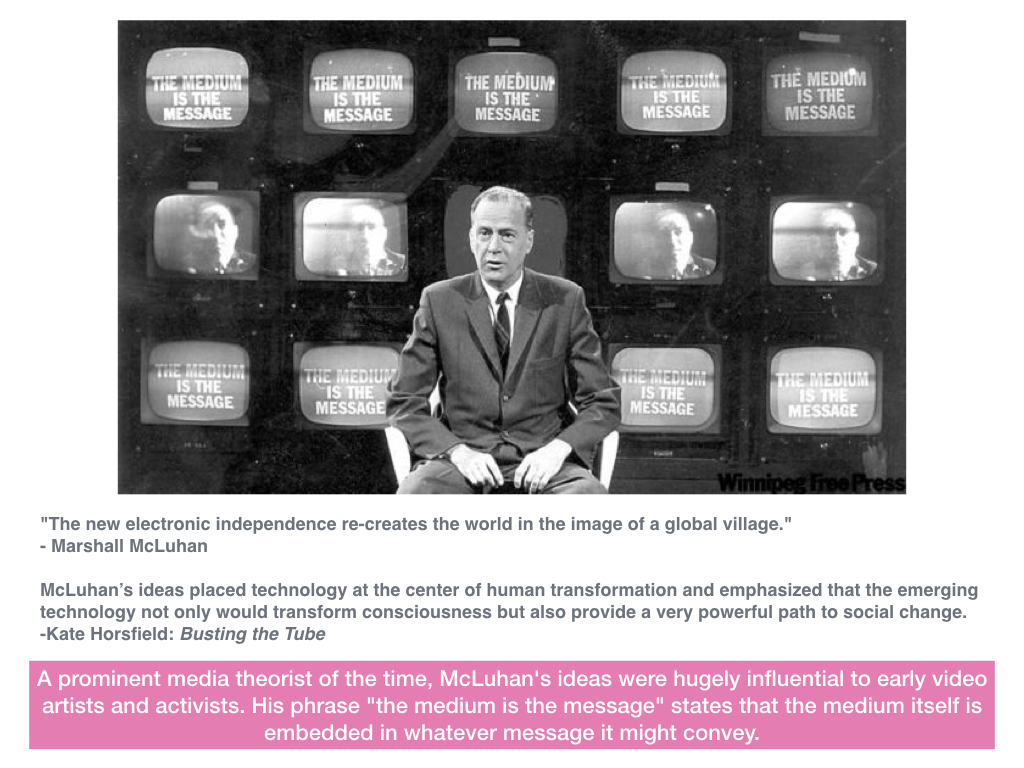 THE MEDIUM
IS THE
MESSAGE
THE MEDIUM
IS THE
MESSAGE
THE MEDIUM
IS THE
MESSAGE
THE MEDIUM
IS THE
MESSAGE
THE MEDIUM
IS THE
MESSAGE
THE MEDIUM
IS THE
MESSAGE
THE MEDIUM
IS THE
MESSAGE
THE MEDIUM
IS THE
MESSAGE
THE MEDIUM
IS THE
MESSAGE
Winnipeg Free Press
"The new electronic independence re-creates the world in the image of a global village."
- Marshall McLuhan
McLuhan’s ideas placed technology at the center of human transformation and emphasized that the emerging
technology not only would transform consciousness but also provide a very powerful path to social change.
-Kate Horsfield: Busting the Tube
A prominent media theorist of the time, McLuhan's ideas were hugely influential to early video
artists and activists. His phrase "the medium is the message" states that the medium itself is
embedded in whatever message it might convey.